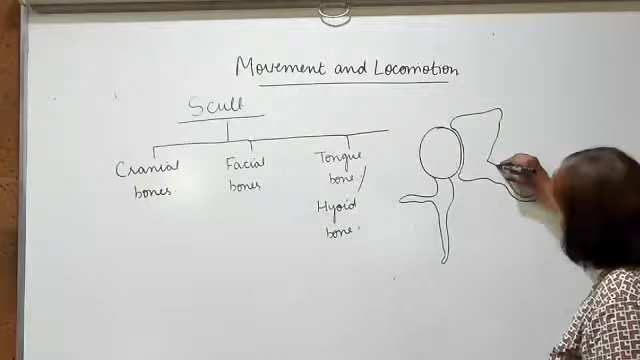 Movement and Locomotion
Scull
Cranial
bones.
Facial
bones
Tongue
bone/
Hyoid
bone.